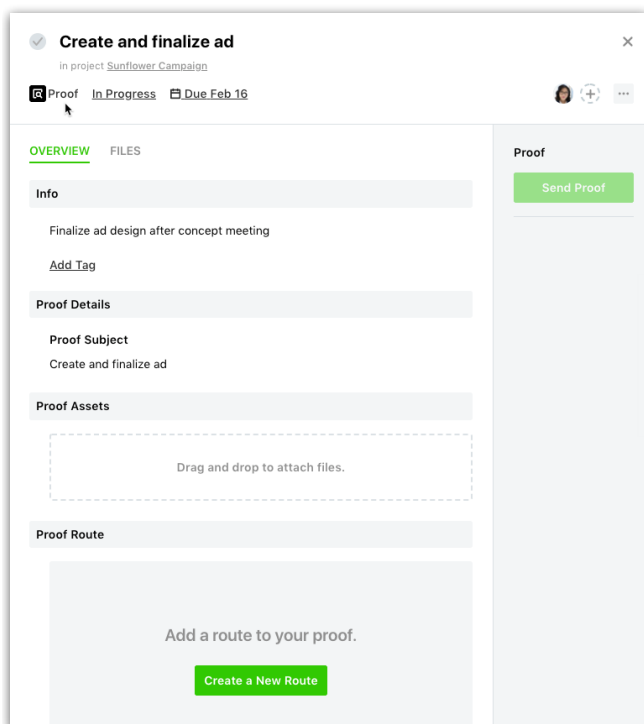 Create and finalize ad
in project Sunflower Campaign
Proof In Progress Due Feb 16
OVERVIEW FILES
Info
Finalize ad design after concept meeting
Add Tag
Proof Details
Proof Subject
Create and finalize ad
Proof Assets
Drag and drop to attach files.
Proof Route
Add a route to your proof.
Create a New Route
Proof
Send Proof